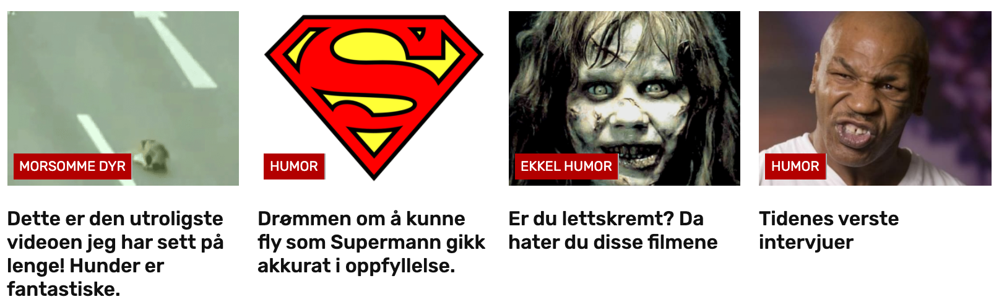 MORSOMME DYR
Dette er den utroligste
videoen jeg har sett på
lenge! Hunder er
fantastiske.
HUMOR
Drømmen om å kunne
fly som Supermann gikk
akkurat i oppfyllelse.
EKKEL HUMOR
Er du lettskremt? Da
hater du disse filmene
HUMOR
Tidenes verste
intervjuer